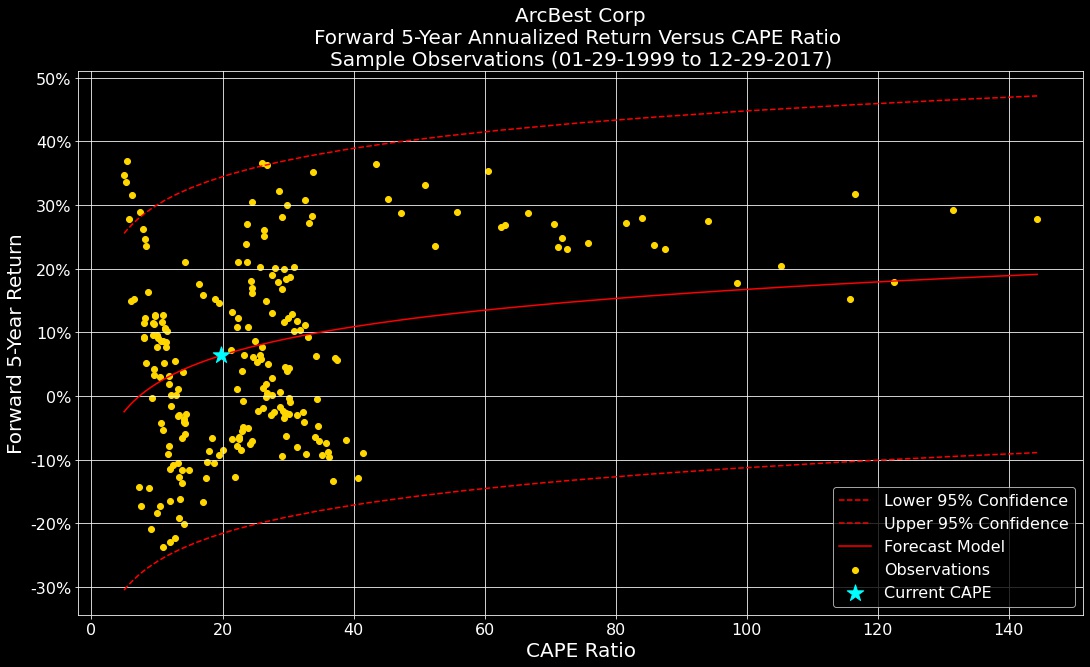 ArcBest Corp
Forward 5-Year Annualized Return Versus CAPE Ratio
Sample Observations (01-29-1999 to 12-29-2017)
Forward 5-Year Return
50%
40%
30%
20%
10%
0%
-10%
-20%
-30%
0 20 40 60 80 100 120 140
CAPE Ratio
Lower 95% Confidence
Upper 95% Confidence
Forecast Model
Observations
Current CAPE